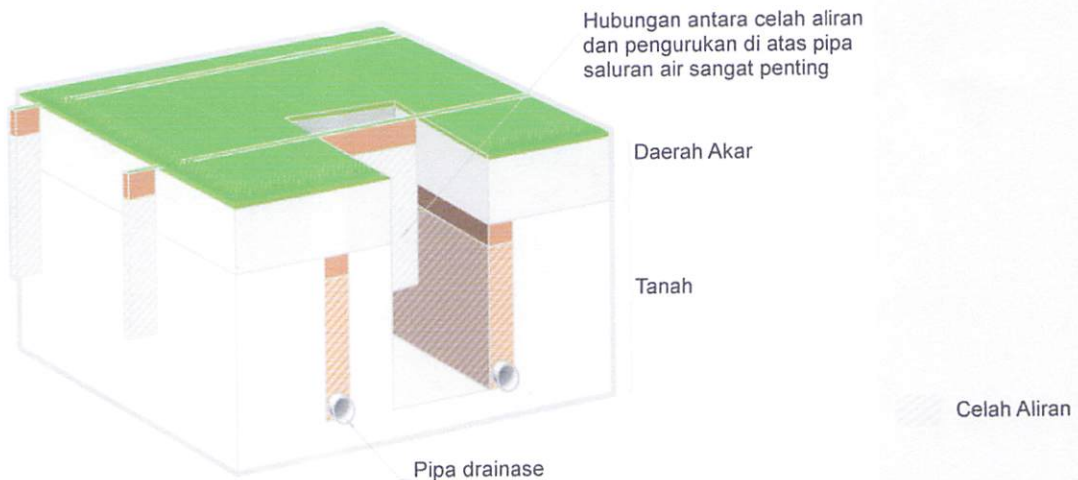 Hubungan antara celah aliran
dan pengurukan di atas pipa
saluran air sangat penting
Daerah Akar
Tanah
Celah Aliran
Pipa drainase